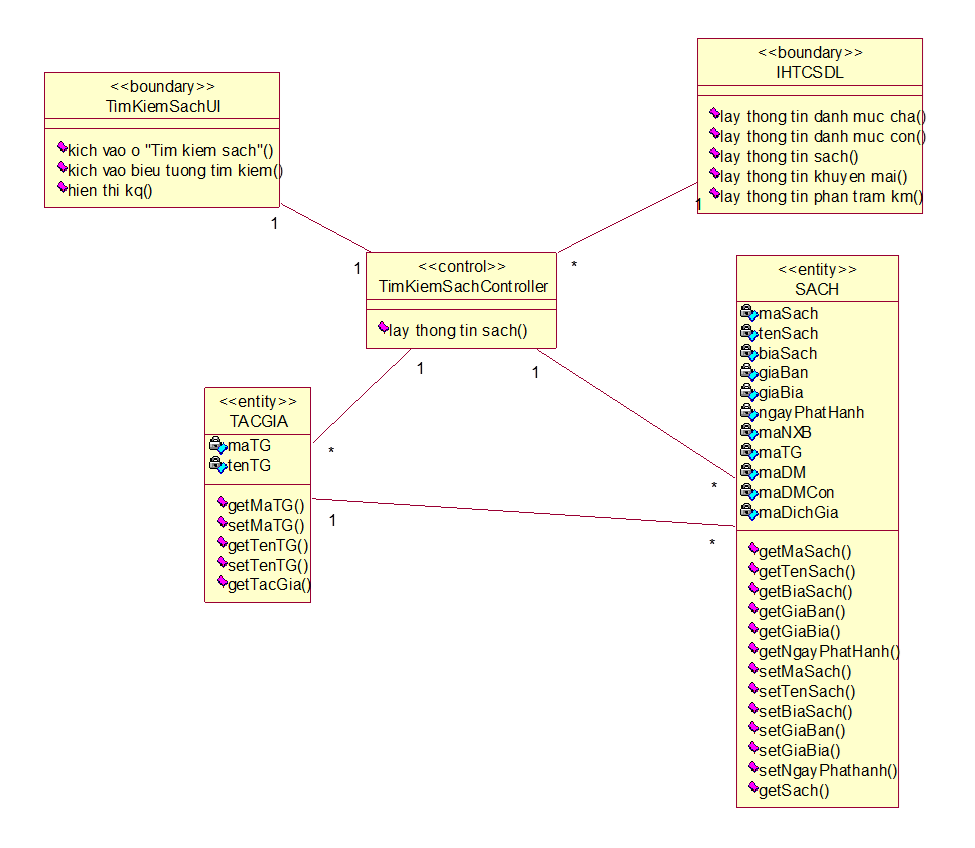 <<boundary>>
TimKiemSachUI
kich vao o "Tim kiem sach"()
kich vao bieu tuong tim kiem()
hien thi kq()
<<boundary>>
IHTCSDL
lay thong tin danh muc cha()
lay thong tin danh muc con()
lay thong tin sach()
lay thong tin khuyen mai()
lay thong tin phan tram km()
1
1
1
*
<<control>>
TimKiemSachController
lay thong tin sach()
1
1
*
*
<<entity>>
TACGIA
maTG
tenTG
getMaTG()
setMaTG()
getTenTG()
setTenTG()
getTacGia()
1
*
<<entity>>
SACH
maSach
tenSach
biaSach
giaBan
giaBia
ngayPhatHanh
maNXB
maTG
maDM
maDMCon
maDichGia
getMaSach()
getTenSach()
getBiaSach()
getGiaBan()
getGiaBia()
getNgayPhatHanh()
setMaSach()
setTenSach()
setBiaSach()
setGiaBan()
setGiaBia()
setNgayPhathanh()
getSach()